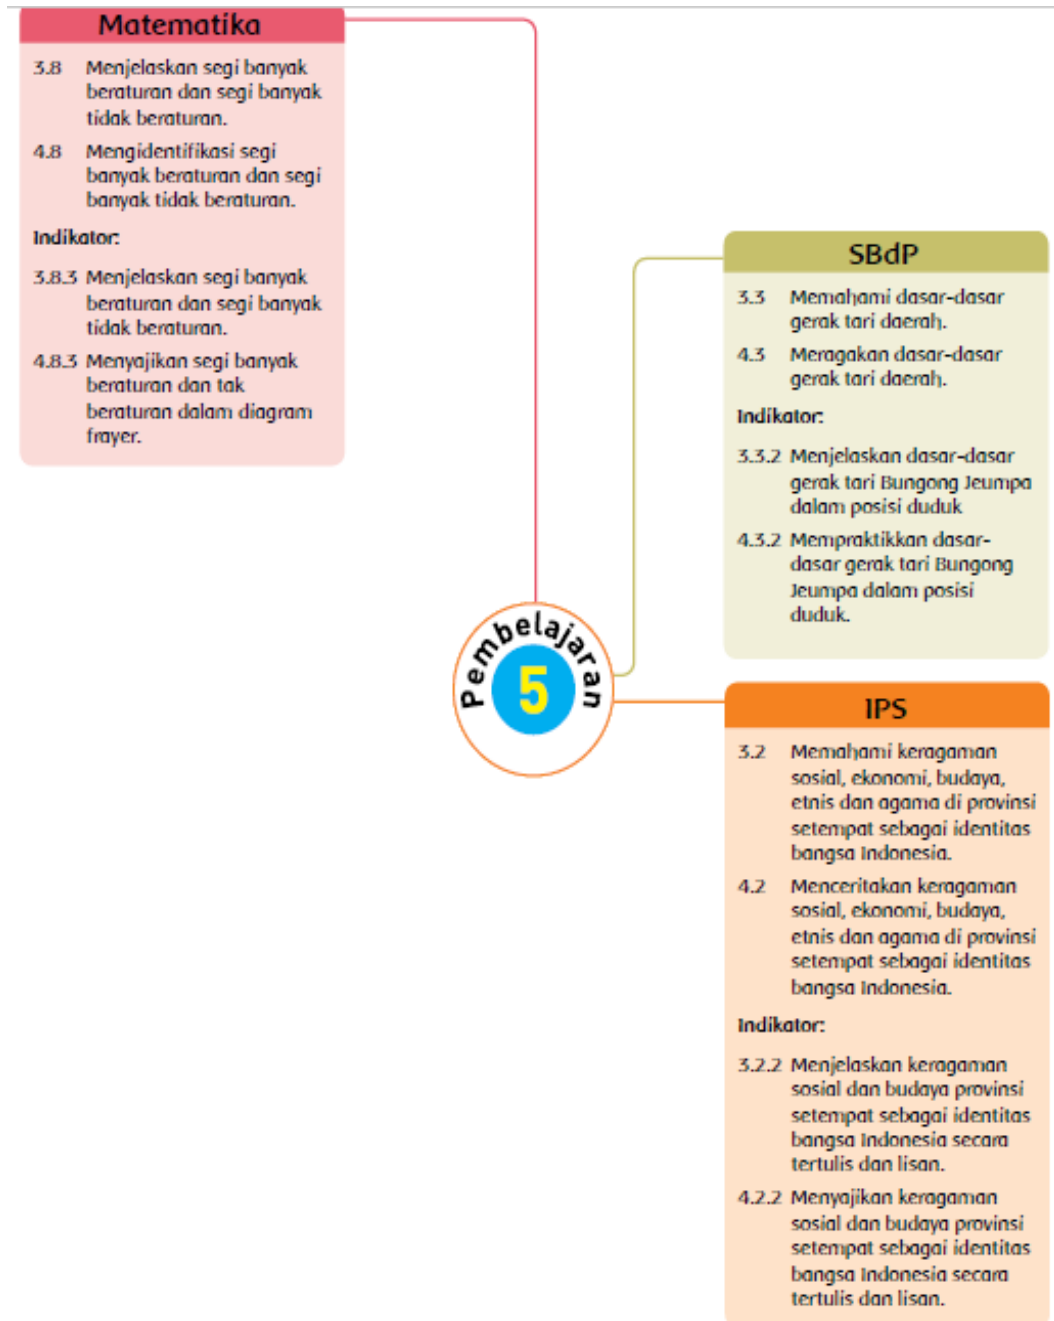 Matematika
3.8 Menjelaskan segi banyak
beraturan dan segi banyak
tidak beraturan.
4.8 Mengidentifikasi segi
banyak beraturan dan segi
banyak tidak beraturan.
Indikator:
3.8.3 Menjelaskan segi banyak
beraturan dan segi banyak
tidak beraturan.
4.8.3 Menyajikan segi banyak
beraturan dan tak
beraturan dalam diagram
frayer.
SBdP
3.3 Memahami dasar-dasar
gerak tari daerah.
4.3 Meragakan dasar-dasar
gerak tari daerah.
Indikator:
3.3.2 Menjelaskan dasar-dasar
gerak tari Bungong Jeumpa
dalam posisi duduk
4.3.2 Mempraktikkan dasar-
dasar gerak tari Bungong
Jeumpa dalam posisi
duduk.
Pembelajaran
5
IPS
3.2 Memahami keragaman
sosial, ekonomi, budaya,
etnis dan agama di provinsi
setempat sebagai identitas
bangsa Indonesia.
4.2 Menceritakan keragaman
sosial, ekonomi, budaya,
etnis dan agama di provinsi
setempat sebagai identitas
bangsa Indonesia.
Indikator:
3.2.2 Menjelaskan keragaman
sosial dan budaya provinsi
setempat sebagai identitas
bangsa Indonesia secara
tertulis dan lisan.
4.2.2 Menyajikan keragaman
sosial dan budaya provinsi
setempat sebagai identitas
bangsa Indonesia secara
tertulis dan lisan.